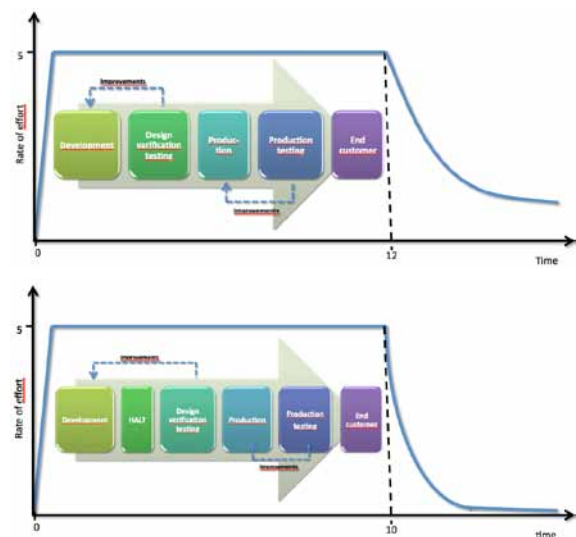 5
Rate of effort
Improvements
Development
Design
verification
testing
Produc-
tion
Production
testing
End
customer
Improvements
0
12
Time
5
Rate of effort
Improvements
Development
HALT
Design
verification
testing
Production
Production
testing
End
customer
Improvements
0
10
time